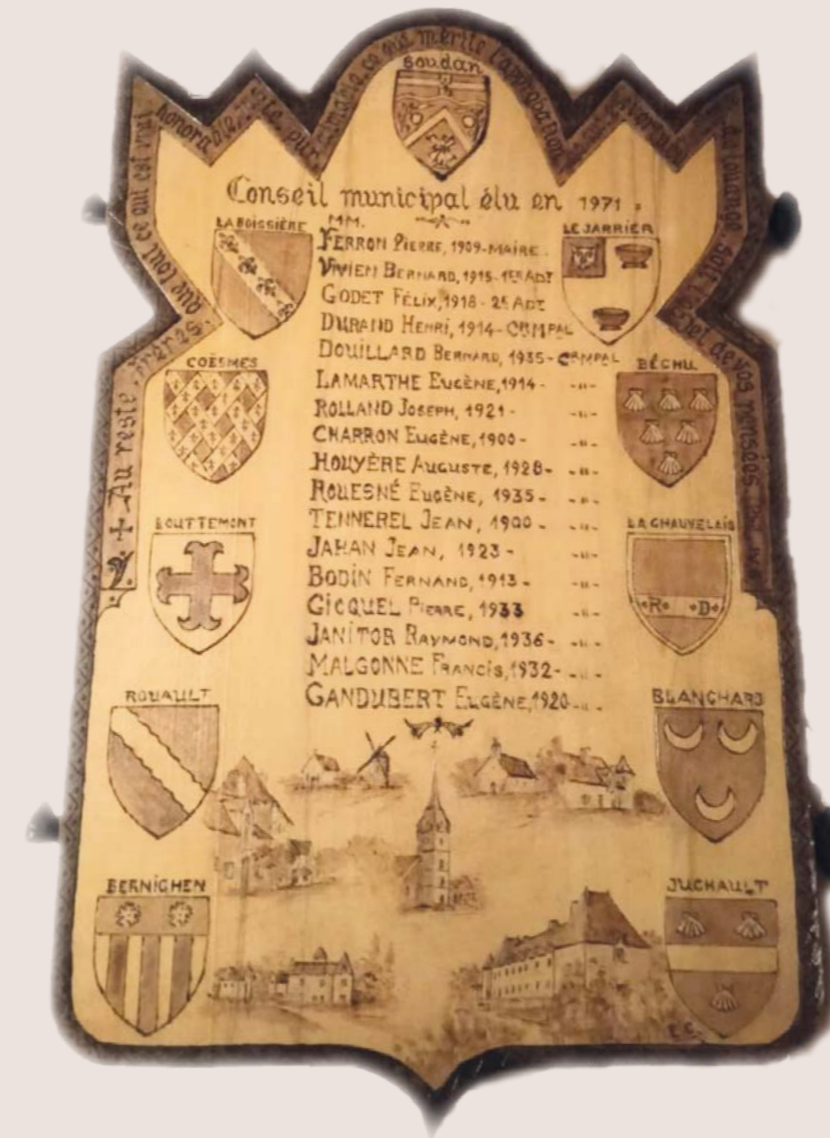 Au reste, Frères, que tout ce qui est vrai
honorable
ce qui mérite l'approba
de louange, soit l'objet de vos pensées
Soudan
Conseil municipal élu en 1971.
MM.
LA BOISSIÈRE
LE JARRIER
FERRON PIERRE, 1909-MAIRE.
VIVIEN BERNARD, 1915-1ER ADT
GODET FÉLIX, 1918-2E ADT
DURAND HENRI, 1914-CER MPAL
DOUILLARD BERNARD, 1935-CER MPAL
COËSMES
BÉCHU
LAMARTHE EUGÈNE, 1914- -"-
ROLLAND JOSEPH, 1921- -"-
CHARRON EUGÈNE, 1900- -"-
HOUYÈRE AUGUSTE, 1928- -"-
ROUESNÉ EUGÈNE, 1935- -"-
TENNEREL JEAN, 1900- -"-
BOUTTEMONT
LA CHAUVELAIS
JAHAN JEAN, 1923- -"-
BODIN FERNAND, 1913- -"-
GICQUEL PIERRE, 1933 -"-
R D
JANITOR RAYMOND, 1936- -"-
MALGONNE FRANCIS, 1932- -"-
GANDUBERT EUGÈNE, 1920- -"-
ROUAULT
BLANCHARD
BERNIGHEN
JUCHAULT